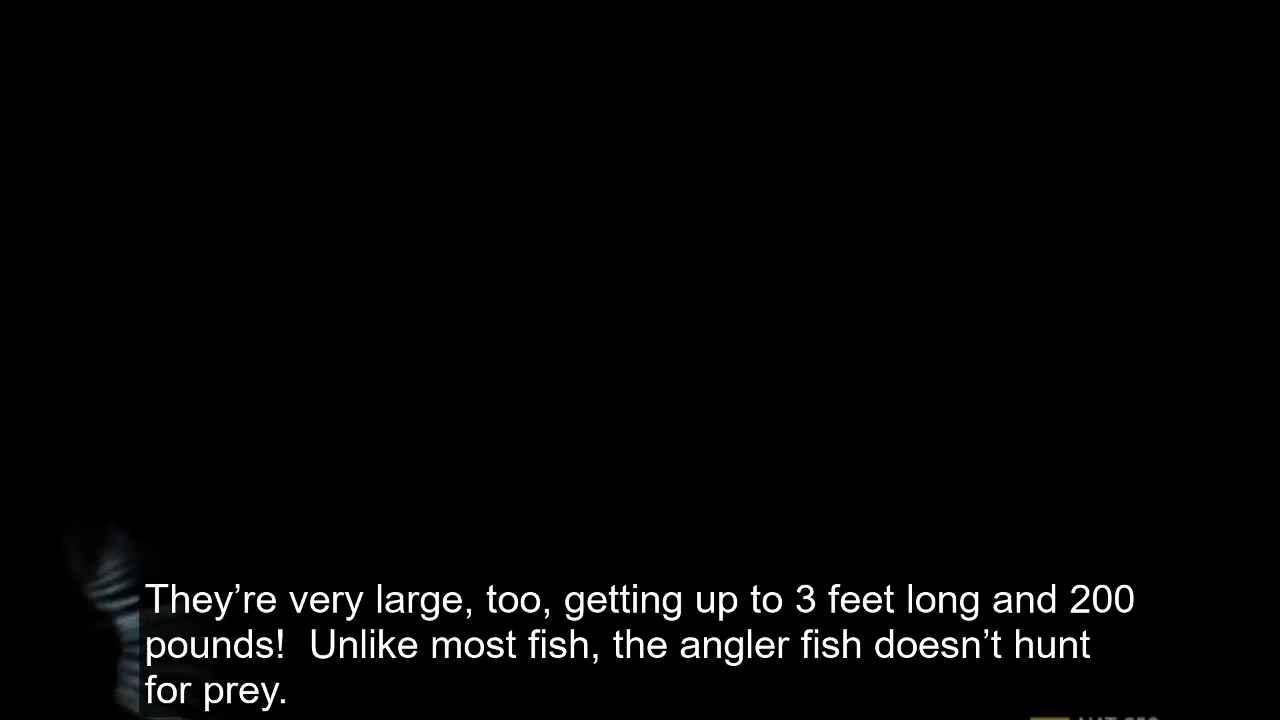 They’re very large, too, getting up to 3 feet long and 200
pounds!  Unlike most fish, the angler fish doesn’t hunt
for prey.